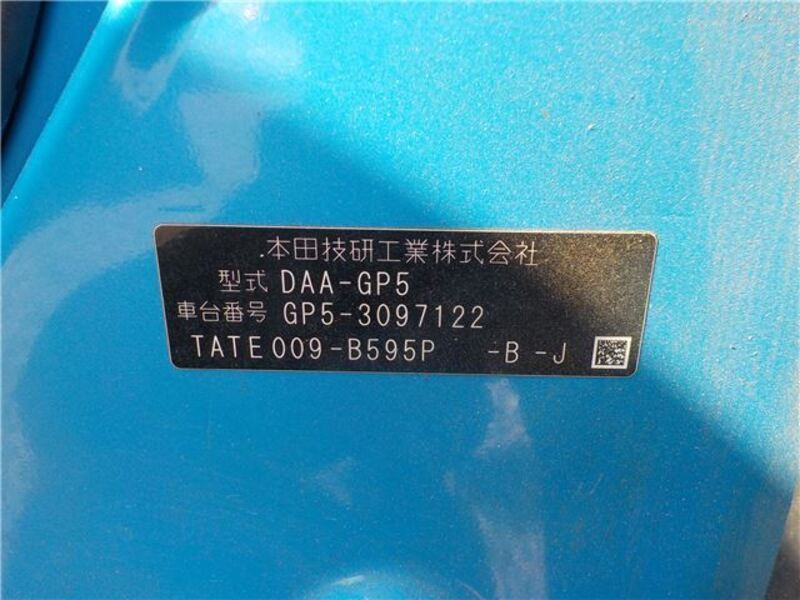 本田技研工業株式会社
型式 DAA-GP5
車台番号 GP5-3097122
TATE009-B595P -B -J